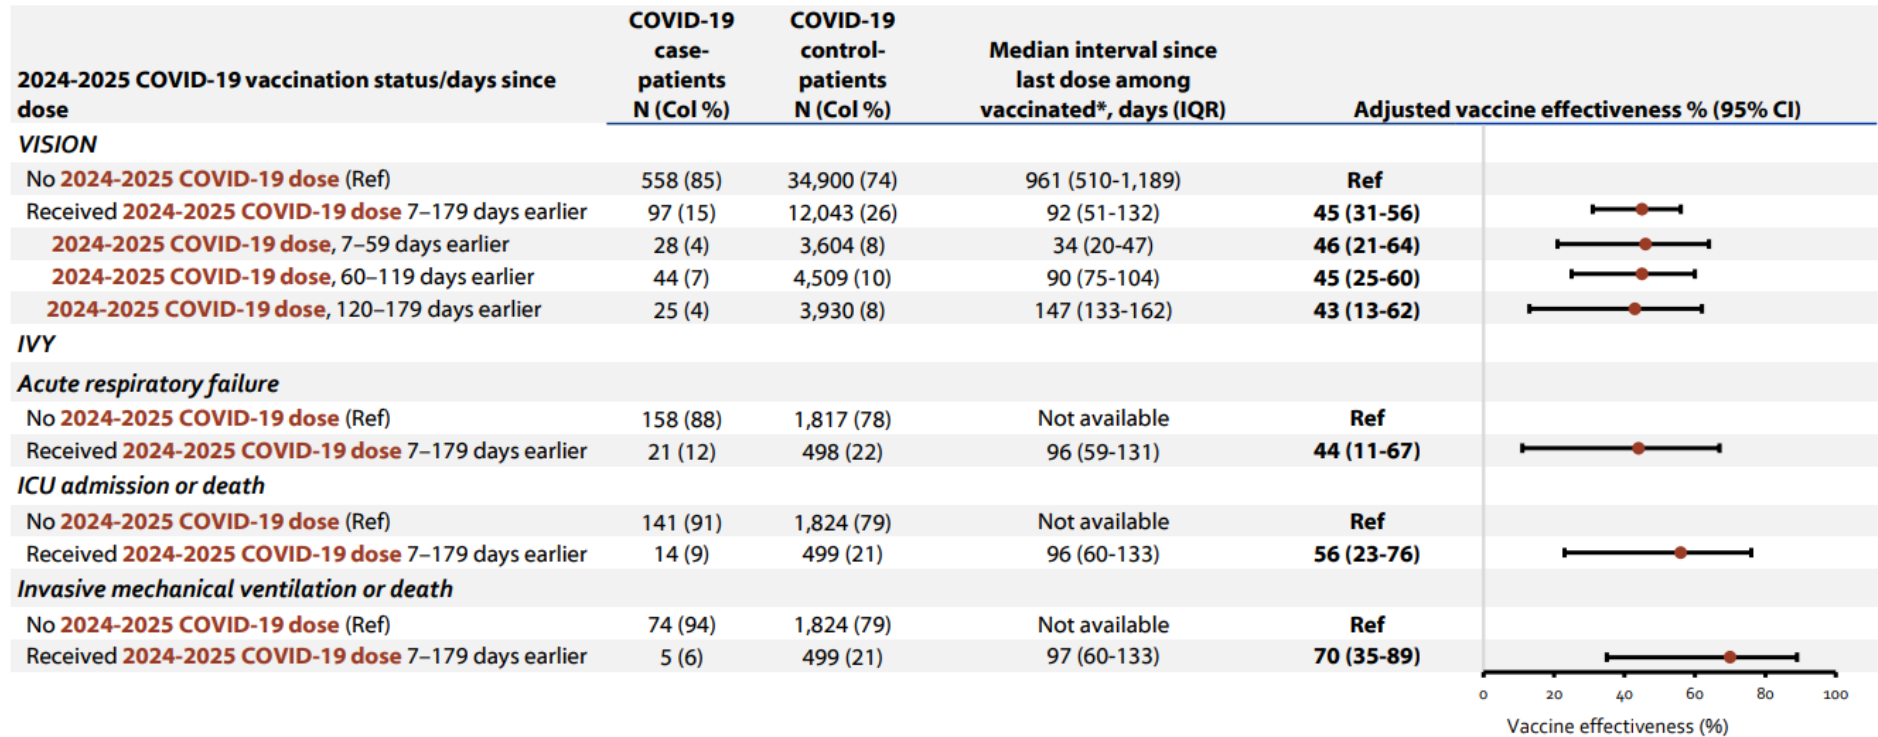 2024-2025 COVID-19 vaccination status/days since dose
COVID-19 case-patients N (Col %)
COVID-19 control-patients N (Col %)
Median interval since last dose among vaccinated*, days (IQR)
Adjusted vaccine effectiveness % (95% CI)
VISION
No 2024-2025 COVID-19 dose (Ref) 558 (85) 34,900 (74) 961 (510-1,189) Ref
Received 2024-2025 COVID-19 dose 7–179 days earlier 97 (15) 12,043 (26) 92 (51-132) 45 (31-56)
2024-2025 COVID-19 dose, 7–59 days earlier 28 (4) 3,604 (8) 34 (20-47) 46 (21-64)
2024-2025 COVID-19 dose, 60–119 days earlier 44 (7) 4,509 (10) 90 (75-104) 45 (25-60)
2024-2025 COVID-19 dose, 120–179 days earlier 25 (4) 3,930 (8) 147 (133-162) 43 (13-62)
IVY
Acute respiratory failure
No 2024-2025 COVID-19 dose (Ref) 158 (88) 1,817 (78) Not available Ref
Received 2024-2025 COVID-19 dose 7–179 days earlier 21 (12) 498 (22) 96 (59-131) 44 (11-67)
ICU admission or death
No 2024-2025 COVID-19 dose (Ref) 141 (91) 1,824 (79) Not available Ref
Received 2024-2025 COVID-19 dose 7–179 days earlier 14 (9) 499 (21) 96 (60-133) 56 (23-76)
Invasive mechanical ventilation or death
No 2024-2025 COVID-19 dose (Ref) 74 (94) 1,824 (79) Not available Ref
Received 2024-2025 COVID-19 dose 7–179 days earlier 5 (6) 499 (21) 97 (60-133) 70 (35-89)
0 20 40 60 80 100
Vaccine effectiveness (%)